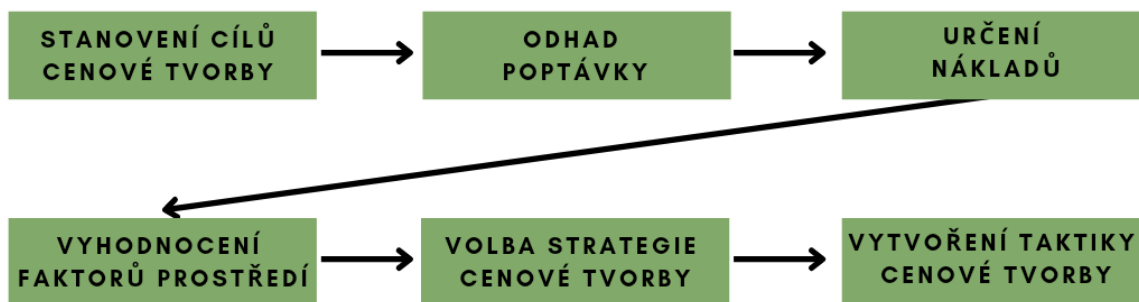 STANOVENÍ CÍLŮ
CENOVÉ TVORBY
ODHAD
POPTÁVKY
URČENÍ
NÁKLADŮ
VYHODNOCENÍ
FAKTORŮ PROSTŘEDÍ
VOLBA STRATEGIE
CENOVÉ TVORBY
VYTVOŘENÍ TAKTIKY
CENOVÉ TVORBY